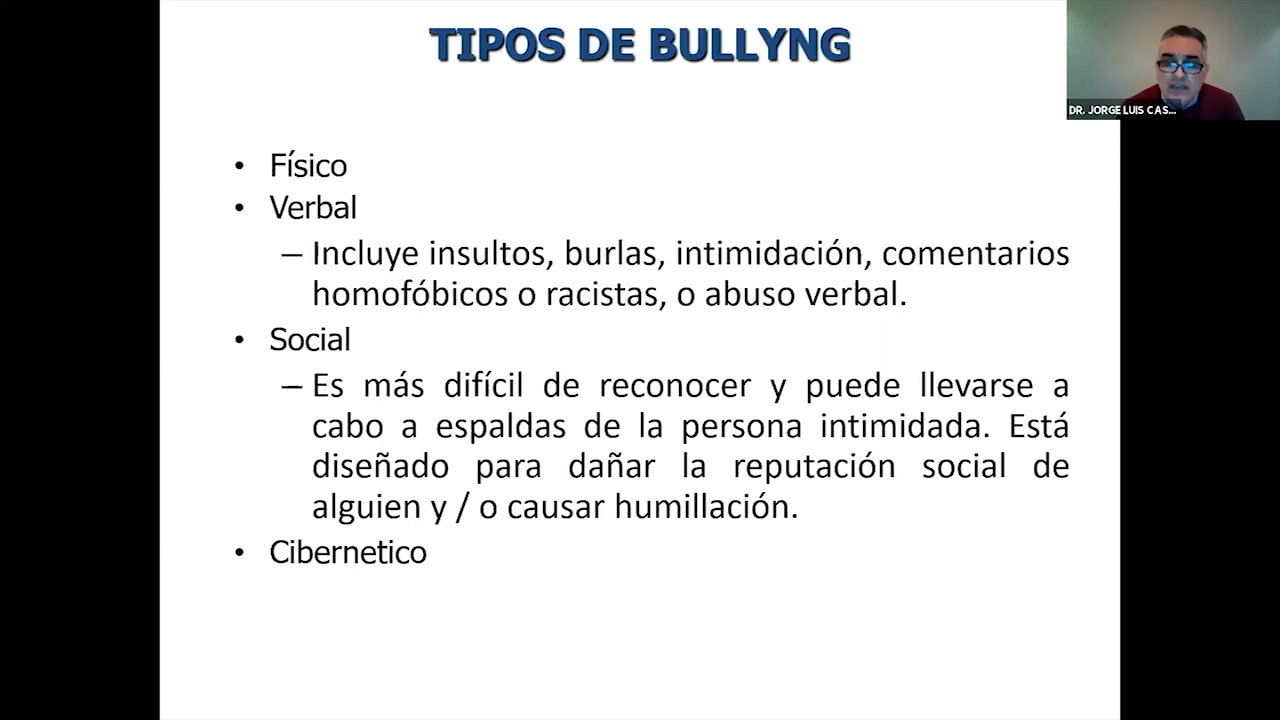 TIPOS DE BULLYNG
DR. JORGE LUIS CAS...
• Físico
• Verbal
– Incluye insultos, burlas, intimidación, comentarios
homofóbicos o racistas, o abuso verbal.
• Social
– Es más difícil de reconocer y puede llevarse a
cabo a espaldas de la persona intimidada. Está
diseñado para dañar la reputación social de
alguien y / o causar humillación.
• Cibernetico